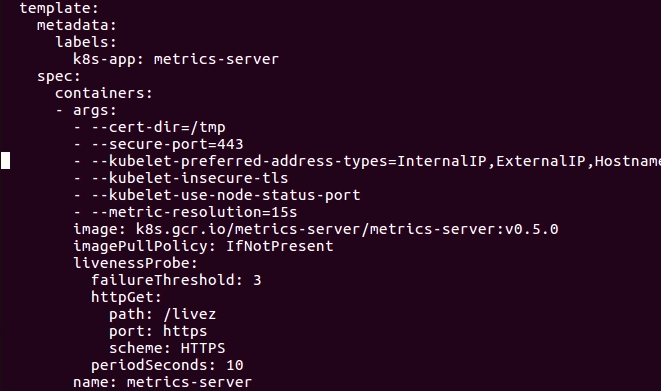 template:
  metadata:
    labels:
      k8s-app: metrics-server
  spec:
    containers:
    - args:
      - --cert-dir=/tmp
      - --secure-port=443
      - --kubelet-preferred-address-types=InternalIP,ExternalIP,Hostname
      - --kubelet-insecure-tls
      - --kubelet-use-node-status-port
      - --metric-resolution=15s
      image: k8s.gcr.io/metrics-server/metrics-server:v0.5.0
      imagePullPolicy: IfNotPresent
      livenessProbe:
        failureThreshold: 3
        httpGet:
          path: /livez
          port: https
          scheme: HTTPS
        periodSeconds: 10
      name: metrics-server